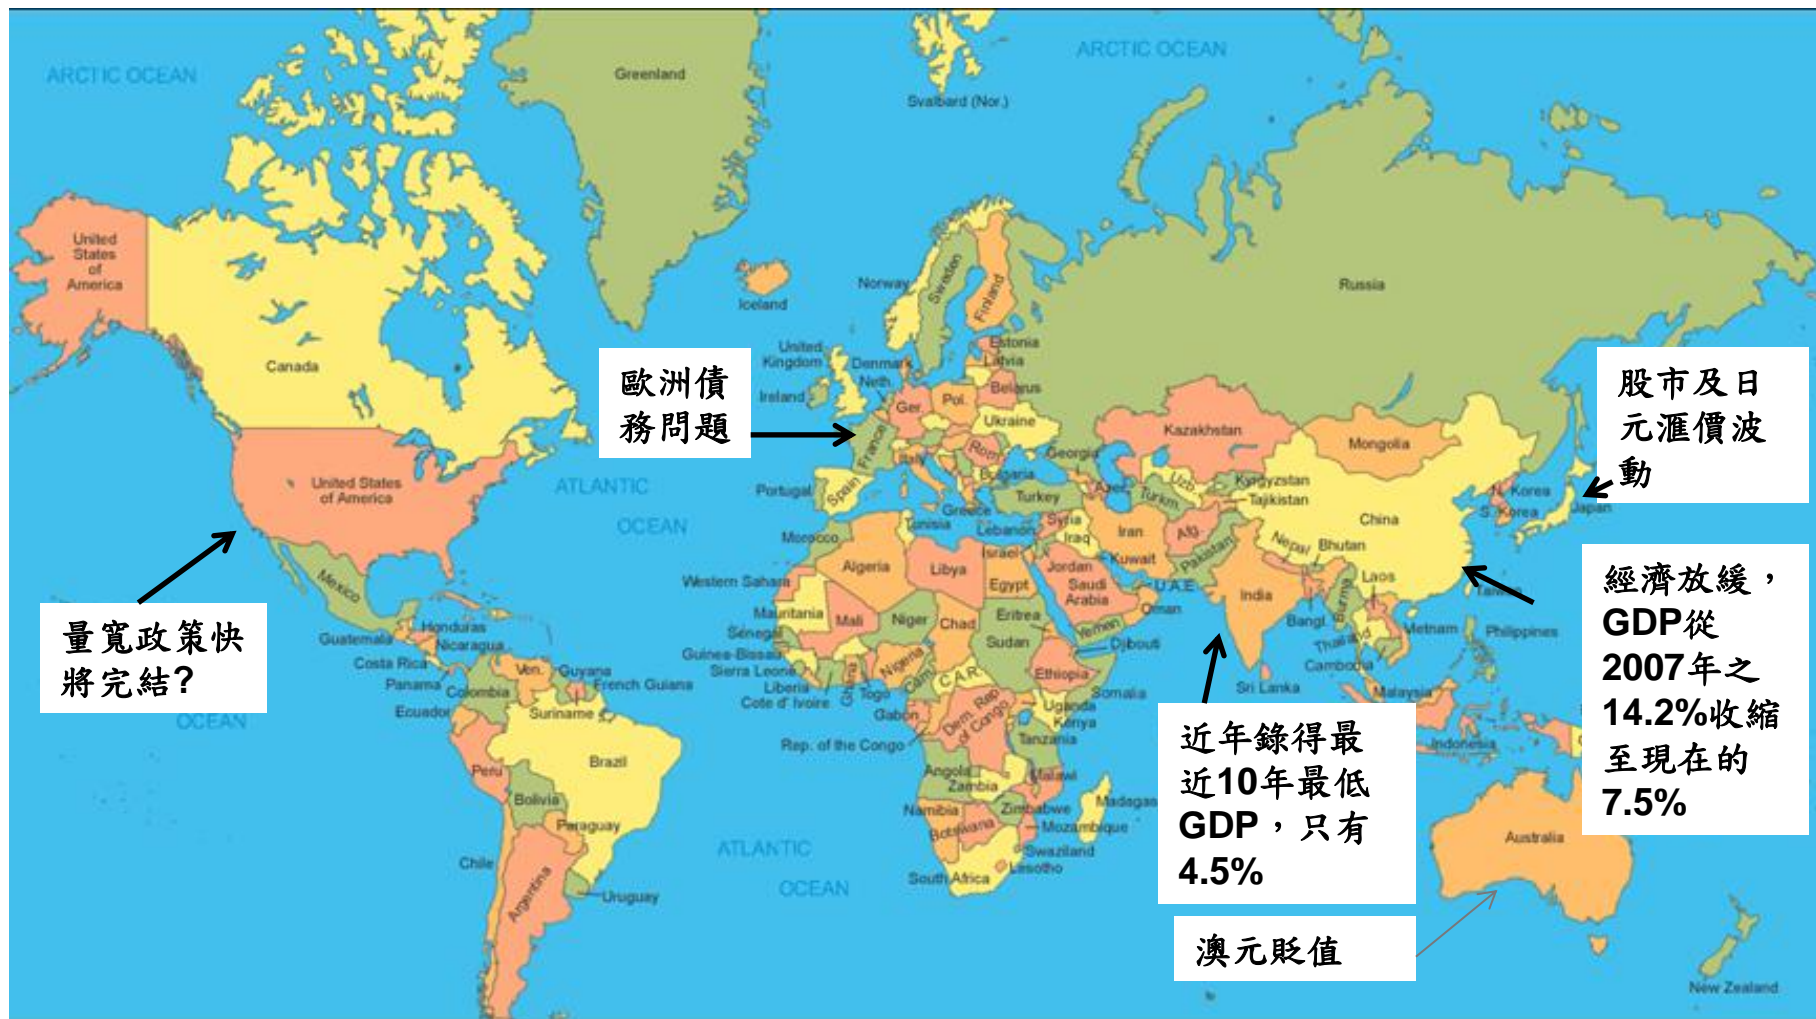 ARCTIC OCEAN
ARCTIC OCEAN
Greenland
Svalbard (Nor.)
United
States
of
America
Canada
Iceland
Norway
Sweden
Finland
Russia
United
Kingdom
Ireland
Denmark
Neth.
Estonia
Latvia
Belarus
Ger.
Pol.
Ukraine
France
Italy
Rom.
Bulgaria
Spain
Portugal
Greece
Turkey
Georgia
Azer.
Kazakhstan
Uzb.
Turkm.
Kyrgyzstan
Tajikistan
Mongolia
China
N. Korea
S. Korea
Japan
歐洲債
務問題
股市及日
元滙價波
動
United States
of America
ATLANTIC
OCEAN
Mexico
Morocco
Algeria
Tunisia
Libya
Egypt
Lebanon
Israel
Syria
Iraq
Jordan
Kuwait
Saudi
Arabia
Iran
Afg.
Pakistan
U.A.E
Oman
Yemen
Nepal
Bhutan
India
Bangl.
Burma
Laos
Thailand
Vietnam
Cambodia
Taiwan
Philippines
Sri Lanka
Malaysia
Indonesia
經濟放緩，
GDP從
2007年之
14.2%收縮
至現在的
7.5%
量寬政策快
將完結?
OCEAN
Guatemala
Honduras
Nicaragua
Costa Rica
Panama
Ven.
Guyana
French Guiana
Suriname
Colombia
Ecuador
Peru
Brazil
Bolivia
Paraguay
Chile
Argentina
Uruguay
Western Sahara
Mauritania
Mali
Niger
Chad
Sudan
Eritrea
Djibouti
Ethiopia
Somalia
Senegal
Guinea-Bissau
Sierra Leone
Liberia
Cote d' Ivoire
Ghana
Togo
Nigeria
Cam.
C.A.R.
Gabon
Rep. of the Congo
Dem. Rep.
of Congo
Uganda
Kenya
Tanzania
Angola
Zambia
Malawi
Zimbabwe
Mozambique
Madagas
Namibia
Botswana
Swaziland
Lesotho
South Africa
ATLANTIC
OCEAN
近年錄得最
近10年最低
GDP，只有
4.5%
澳元貶值
Australia
New Zealand